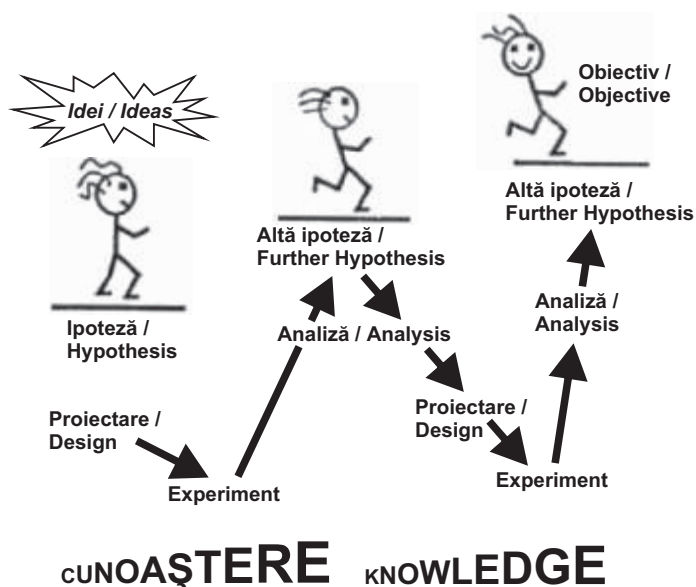 Idei / Ideas
Ipoteză /
Hypothesis
Proiectare /
Design
Experiment
Altă ipoteză /
Further Hypothesis
Analiză / Analysis
Proiectare /
Design
Experiment
Analiză /
Analysis
Altă ipoteză /
Further Hypothesis
Obiectiv /
Objective
CUNOAŞTERE KNOWLEDGE